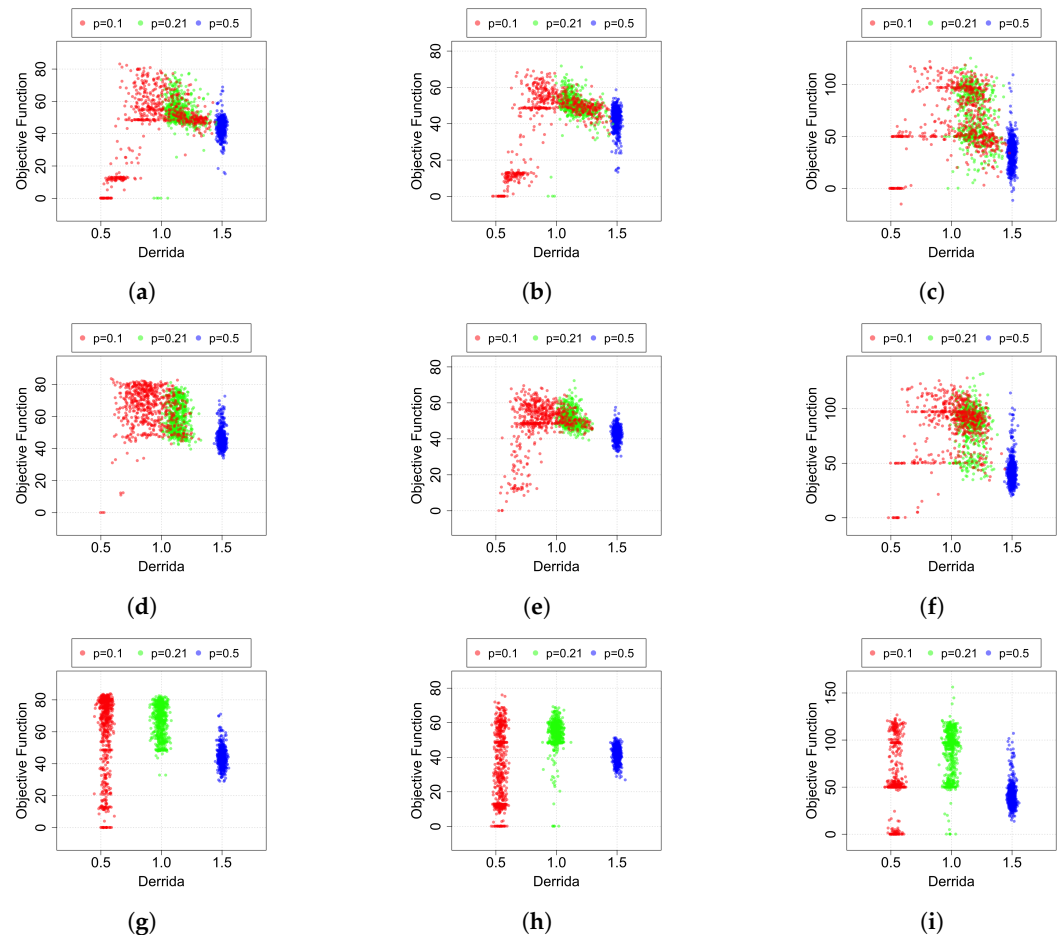 p=0.1 p=0.21 p=0.5
Objective Function
80
60
40
20
0
0.5 1.0 1.5
Derrida
(a)
p=0.1 p=0.21 p=0.5
Objective Function
80
60
40
20
0
0.5 1.0 1.5
Derrida
(b)
p=0.1 p=0.21 p=0.5
Objective Function
100
50
0
0.5 1.0 1.5
Derrida
(c)
p=0.1 p=0.21 p=0.5
Objective Function
80
60
40
20
0
0.5 1.0 1.5
Derrida
(d)
p=0.1 p=0.21 p=0.5
Objective Function
80
60
40
20
0
0.5 1.0 1.5
Derrida
(e)
p=0.1 p=0.21 p=0.5
Objective Function
100
50
0
0.5 1.0 1.5
Derrida
(f)
p=0.1 p=0.21 p=0.5
Objective Function
80
60
40
20
0
0.5 1.0 1.5
Derrida
(g)
p=0.1 p=0.21 p=0.5
Objective Function
80
60
40
20
0
0.5 1.0 1.5
Derrida
(h)
p=0.1 p=0.21 p=0.5
Objective Function
150
100
50
0
0.5 1.0 1.5
Derrida
(i)